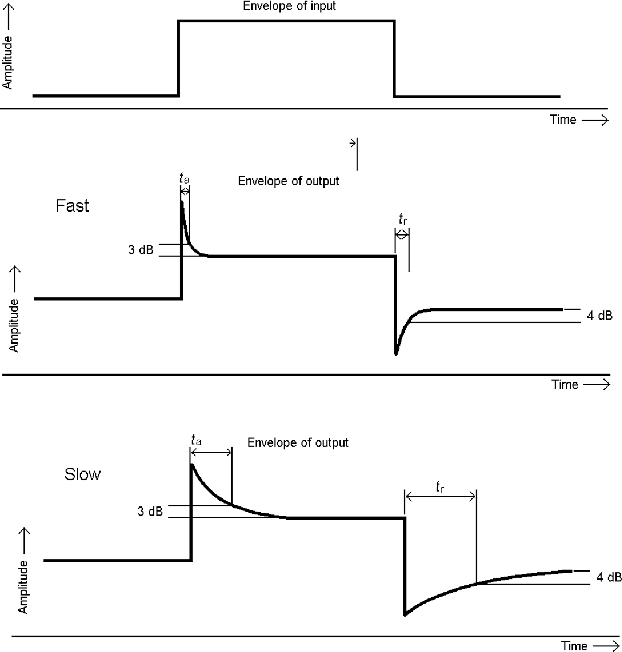 Envelope of input
Amplitude
Time
ta
Envelope of output
Fast
tr
3 dB
4 dB
Amplitude
Time
ta
Envelope of output
Slow
tr
3 dB
4 dB
Amplitude
Time